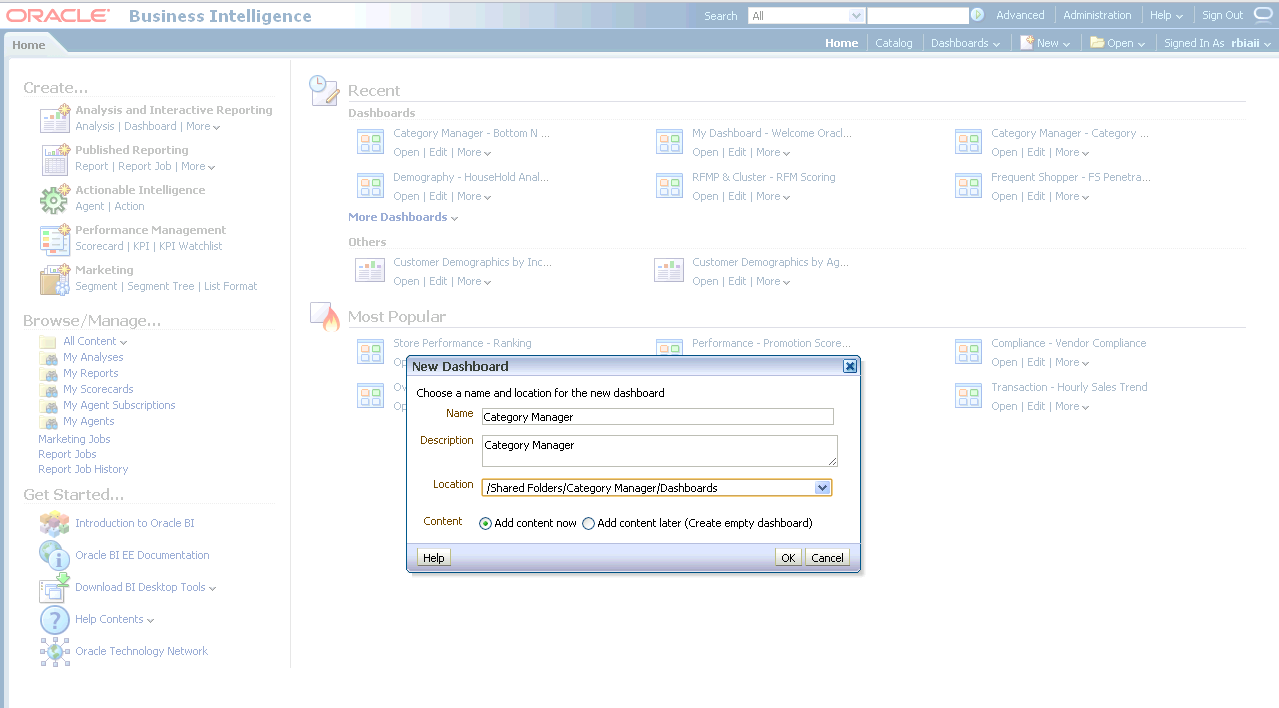 ORACLE Business Intelligence
Search All Advanced Administration Help Sign Out
Home
Home Catalog Dashboards New Open Signed In As rbiaii
Create...
Analysis and Interactive Reporting
Analysis | Dashboard | More
Published Reporting
Report | Report Job | More
Actionable Intelligence
Agent | Action
Performance Management
Scorecard | KPI | KPI Watchlist
Marketing
Segment | Segment Tree | List Format
Browse/Manage...
All Content
My Analyses
My Reports
My Scorecards
My Agent Subscriptions
My Agents
Marketing Jobs
Report Jobs
Report Job History
Get Started...
Introduction to Oracle BI
Oracle BI EE Documentation
Download BI Desktop Tools
Help Contents
Oracle Technology Network
Recent
Dashboards
Category Manager - Bottom N ... My Dashboard - Welcome Oracl... Category Manager - Category ...
Open | Edit | More Open | Edit | More Open | Edit | More
Demography - HouseHold Anal... RFMP & Cluster - RFM Scoring Frequent Shopper - FS Penetra...
Open | Edit | More Open | Edit | More Open | Edit | More
More Dashboards
Others
Customer Demographics by Inc... Customer Demographics by Ag...
Open | Edit | More Open | Edit | More
Most Popular
Store Performance - Ranking Performance - Promotion Score... Compliance - Vendor Compliance
Open | Edit | More
Transaction - Hourly Sales Trend
Open | Edit | More
New Dashboard
Choose a name and location for the new dashboard
Name Category Manager
Description Category Manager
Location /Shared Folders/Category Manager/Dashboards
Content Add content now Add content later (Create empty dashboard)
Help OK Cancel